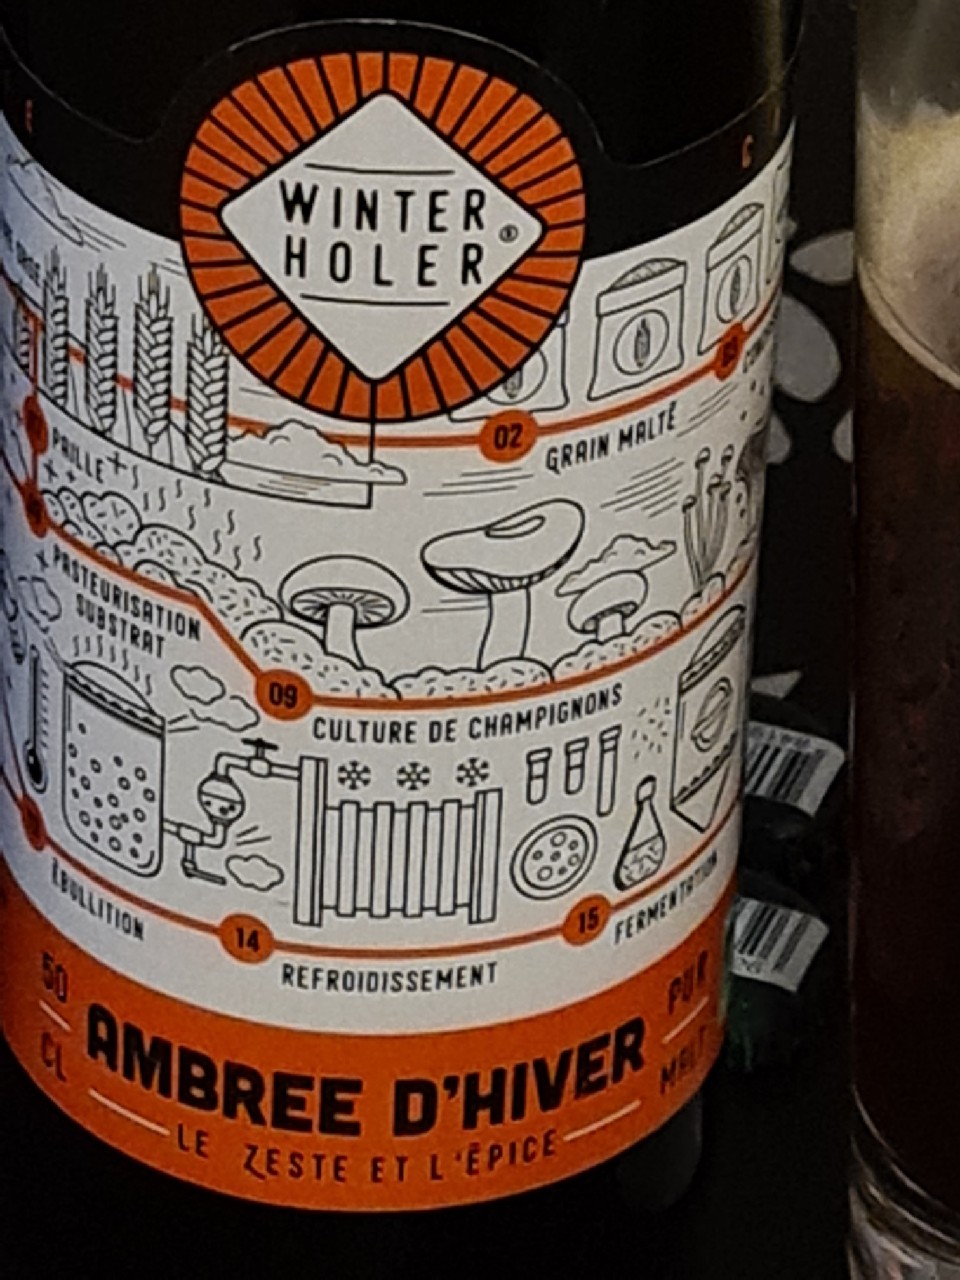 WINTER
HOLER®
02
GRAIN MALTÉ
PAILLE
PASTEURISATION
SUBSTRAT
09
CULTURE DE CHAMPIGNONS
ÉBULLITION
14
REFROIDISSEMENT
15
FERMENTATION
50
CL
AMBREE D'HIVER
PUR
MALT
LE ZESTE ET L'ÉPICE